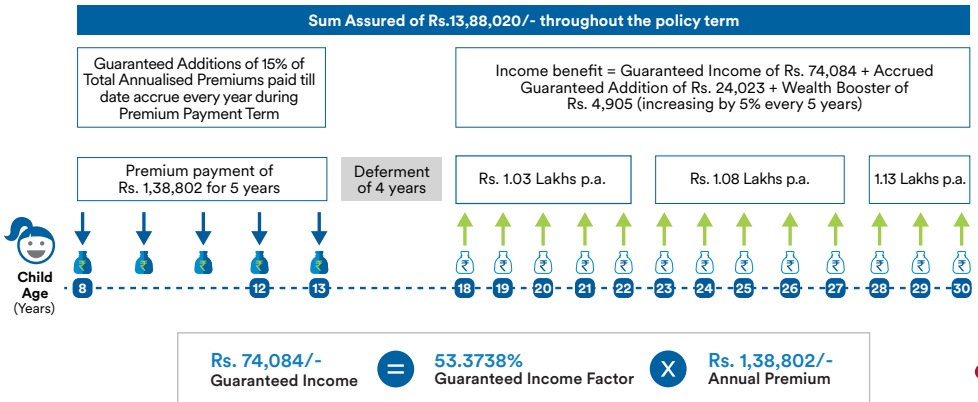 Sum Assured of Rs.13,88,020/- throughout the policy term
Guaranteed Additions of 15% of
Total Annualised Premiums paid till
date accrue every year during
Premium Payment Term
Income benefit = Guaranteed Income of Rs. 74,084 + Accrued
Guaranteed Addition of Rs. 24,023 + Wealth Booster of
Rs. 4,905 (increasing by 5% every 5 years)
Premium payment of
Rs. 1,38,802 for 5 years
Deferment
of 4 years
Rs. 1.03 Lakhs p.a.
Rs. 1.08 Lakhs p.a.
1.13 Lakhs p.a.
₹ ₹ ₹ ₹ ₹ ₹ ₹ ₹ ₹ ₹ ₹ ₹ ₹ ₹ ₹ ₹ ₹ ₹
Child
Age
(Years)
8 12 13 18 19 20 21 22 23 24 25 26 27 28 29 30
Rs. 74,084/-
Guaranteed Income
=
53.3738%
Guaranteed Income Factor
X
Rs. 1,38,802/-
Annual Premium